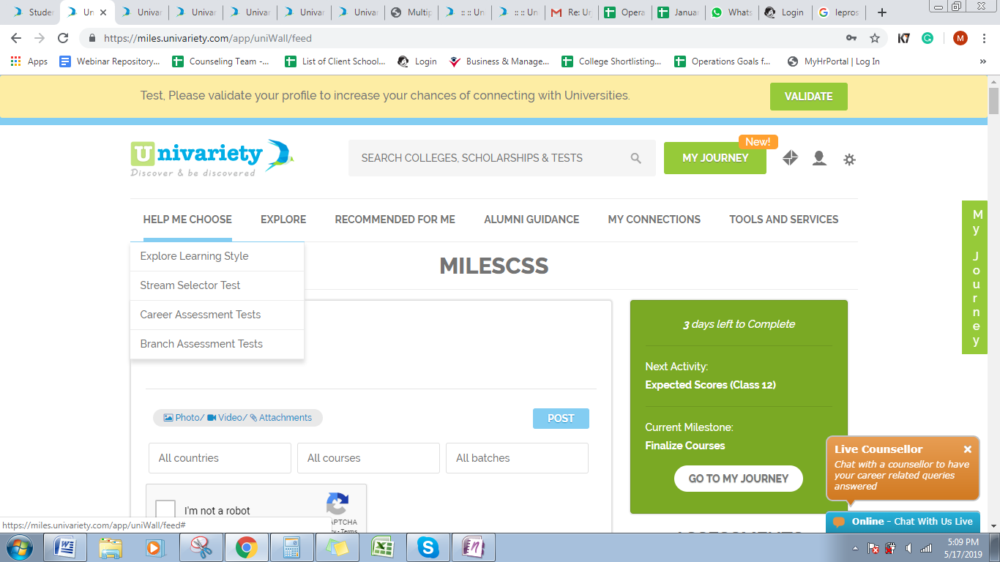 Stude
Un
Univar
Univar
Univar
Univar
Univar
Multip
:: :: Un
:: :: Un
Re: Ur
Opera
Januar
Whats
Login
lepros
https://miles.univariety.com/app/uniWall/feed
K7
M
Apps
Webinar Repository...
Counseling Team -...
List of Client School...
Login
Business & Manage...
College Shortlisting...
Operations Goals f...
MyHrPortal | Log In
»
Test, Please validate your profile to increase your chances of connecting with Universities.
VALIDATE
Univariety
Discover & be discovered
SEARCH COLLEGES, SCHOLARSHIPS & TESTS
New!
MY JOURNEY
HELP ME CHOOSE
EXPLORE
RECOMMENDED FOR ME
ALUMNI GUIDANCE
MY CONNECTIONS
TOOLS AND SERVICES
My Journey
Explore Learning Style
Stream Selector Test
Career Assessment Tests
Branch Assessment Tests
MILESCSS
3 days left to Complete
Next Activity:
Expected Scores (Class 12)
Current Milestone:
Finalize Courses
GO TO MY JOURNEY
Photo/ Video/ Attachments
POST
All countries
All courses
All batches
I'm not a robot
APTCHA
Live Counsellor
Chat with a counsellor to have
your career related queries
answered
Online - Chat With Us Live
https://miles.univariety.com/app/uniWall/feed#
5:09 PM
5/17/2019